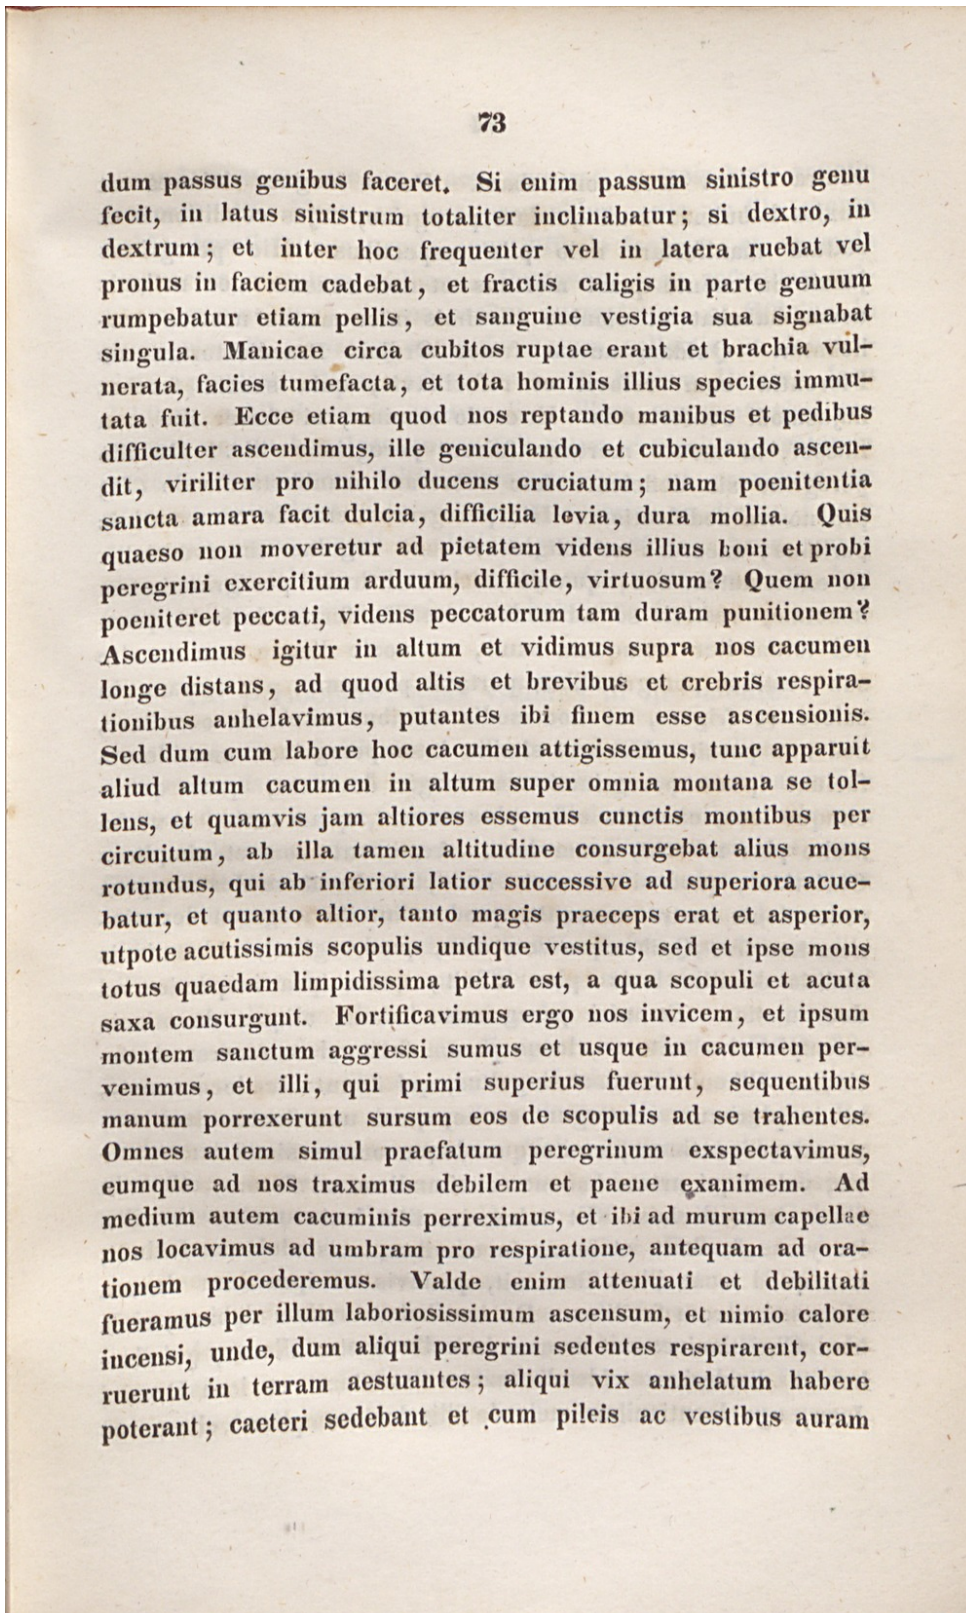 73
dum passus genibus faceret. Si enim passum sinistro genu
fecit, in latus sinistrum totaliter inclinabatur; si dextro, in
dextrum; et inter hoc frequenter vel in latera ruebat vel
pronus in faciem cadebat, et fractis caligis in parte genuum
rumpebatur etiam pellis, et sanguine vestigia sua signabat
singula. Manicae circa cubitos ruptae erant et brachia vul-
nerata, facies tumefacta, et tota hominis illius species immu-
tata fuit. Ecce etiam quod nos reptando manibus et pedibus
difficulter ascendimus, ille geniculando et cubiculando ascen-
dit, viriliter pro nihilo ducens cruciatum; nam poenitentia
sancta amara facit dulcia, difficilia levia, dura mollia. Quis
quaeso non moveretur ad pietatem videns illius boni et probi
peregrini exercitium arduum, difficile, virtuosum? Quem non
poeniteret peccati, videns peccatorum tam duram punitionem?
Ascendimus igitur in altum et vidimus supra nos cacumen
longe distans, ad quod altis et brevibus et crebris respira-
tionibus anhelavimus, putantes ibi finem esse ascensionis.
Sed dum cum labore hoc cacumen attigissemus, tunc apparuit
aliud altum cacumen in altum super omnia montana se tol-
lens, et quamvis jam altiores essemus cunctis montibus per
circuitum, ab illa tamen altitudine consurgebat alius mons
rotundus, qui ab inferiori latior successive ad superiora acue-
batur, et quanto altior, tanto magis praeceps erat et asperior,
utpote acutissimis scopulis undique vestitus, sed et ipse mons
totus quaedam limpidissima petra est, a qua scopuli et acuta
saxa consurgunt. Fortificavimus ergo nos invicem, et ipsum
montem sanctum aggressi sumus et usque in cacumen per-
venimus, et illi, qui primi superius fuerunt, sequentibus
manum porrexerunt sursum eos de scopulis ad se trahentes.
Omnes autem simul praefatum peregrinum exspectavimus,
eumque ad nos traximus debilem et paene exanimem. Ad
medium autem cacuminis perreximus, et ibi ad murum capellae
nos locavimus ad umbram pro respiratione, antequam ad ora-
tionem procederemus. Valde enim attenuati et debilitati
fueramus per illum laboriosissimum ascensum, et nimio calore
incensi, unde, dum aliqui peregrini sedentes respirarent, cor-
ruerunt in terram aestuantes; aliqui vix anhelatum habere
poterant; caeteri sedebant et cum pileis ac vestibus auram